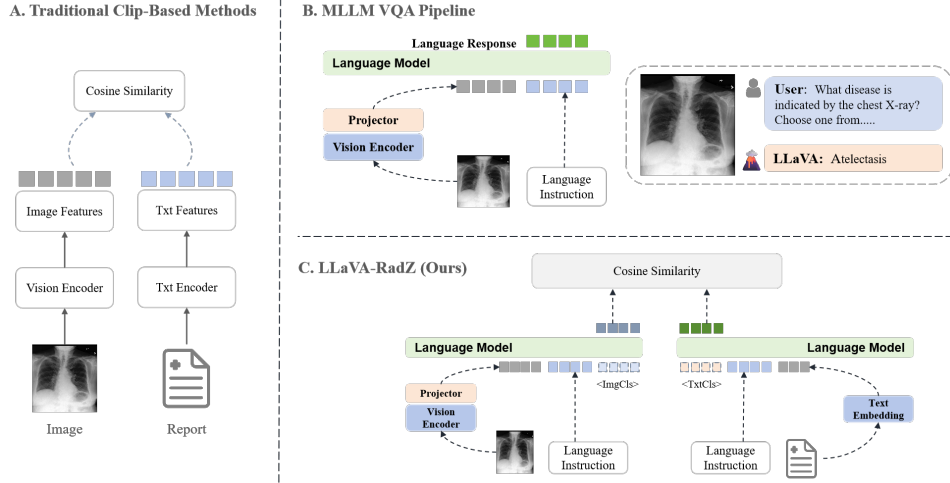 A. Traditional Clip-Based Methods
Cosine Similarity
Image Features
Txt Features
Vision Encoder
Txt Encoder
Image
Report
B. MLLM VQA Pipeline
Language Response
Language Model
Projector
Vision Encoder
Language
Instruction
User: What disease is
indicated by the chest X-ray?
Choose one from.....
LLaVA: Atelectasis
C. LLaVA-RadZ (Ours)
Cosine Similarity
Language Model
Language Model
<ImgCls>
<TxtCls>
Projector
Vision
Encoder
Text
Embedding
Language
Instruction
Language
Instruction